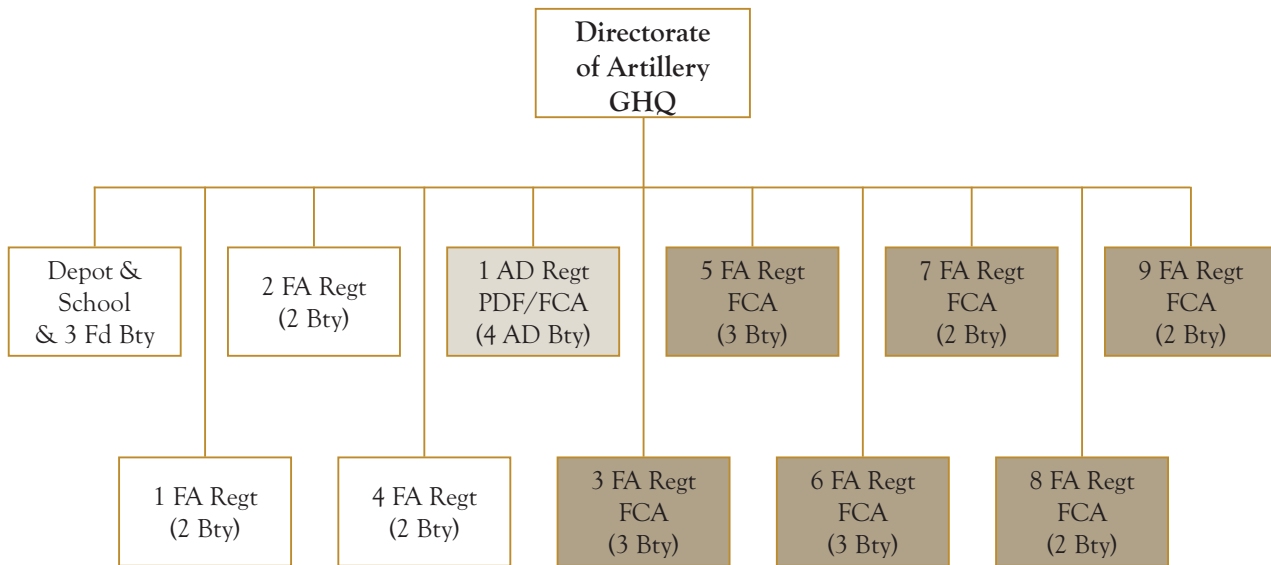 Directorate
of Artillery
GHQ
Depot &
School
& 3 Fd Bty
2 FA Regt
(2 Bty)
1 AD Regt
PDF/FCA
(4 AD Bty)
5 FA Regt
FCA
(3 Bty)
7 FA Regt
FCA
(2 Bty)
9 FA Regt
FCA
(2 Bty)
1 FA Regt
(2 Bty)
4 FA Regt
(2 Bty)
3 FA Regt
FCA
(3 Bty)
6 FA Regt
FCA
(3 Bty)
8 FA Regt
FCA
(2 Bty)